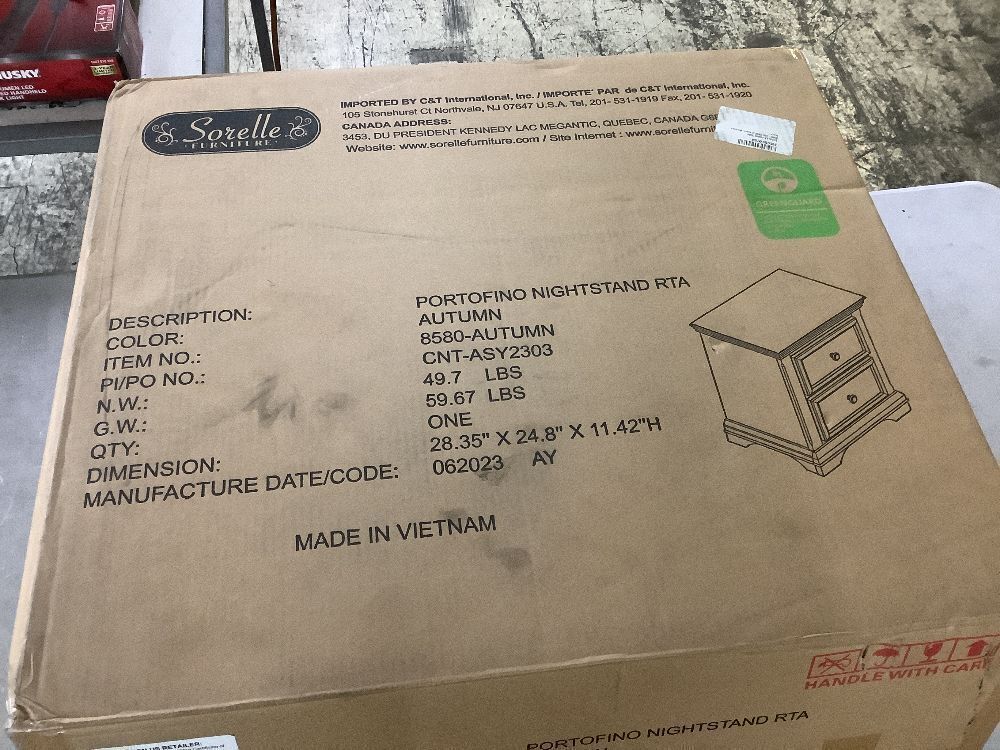 HUSKY
Sorelle
FURNITURE
IMPORTED BY C&T International, Inc. / IMPORTE' PAR de C&T International, Inc.
105 Stonehurst Ct Northvale, NJ 07647 U.S.A. Tel, 201- 531-1919 Fax, 201- 531-1920
CANADA ADDRESS:
3453, DU PRESIDENT KENNEDY LAC MEGANTIC, QUEBEC, CANADA
Website: www.sorellefurniture.com / Site Internet : www.sorellefurni
GREENGUARD
DESCRIPTION: PORTOFINO NIGHTSTAND RTA
COLOR: AUTUMN
ITEM NO.: 8580-AUTUMN
PI/PO NO.: CNT-ASY2303
N.W.: 49.7 LBS
G.W.: 59.67 LBS
QTY: ONE
DIMENSION: 28.35" X 24.8" X 11.42"H
MANUFACTURE DATE/CODE: 062023 AY
MADE IN VIETNAM
HANDLE WITH CARE
PORTOFINO NIGHTSTAND RTA
RETAILER: